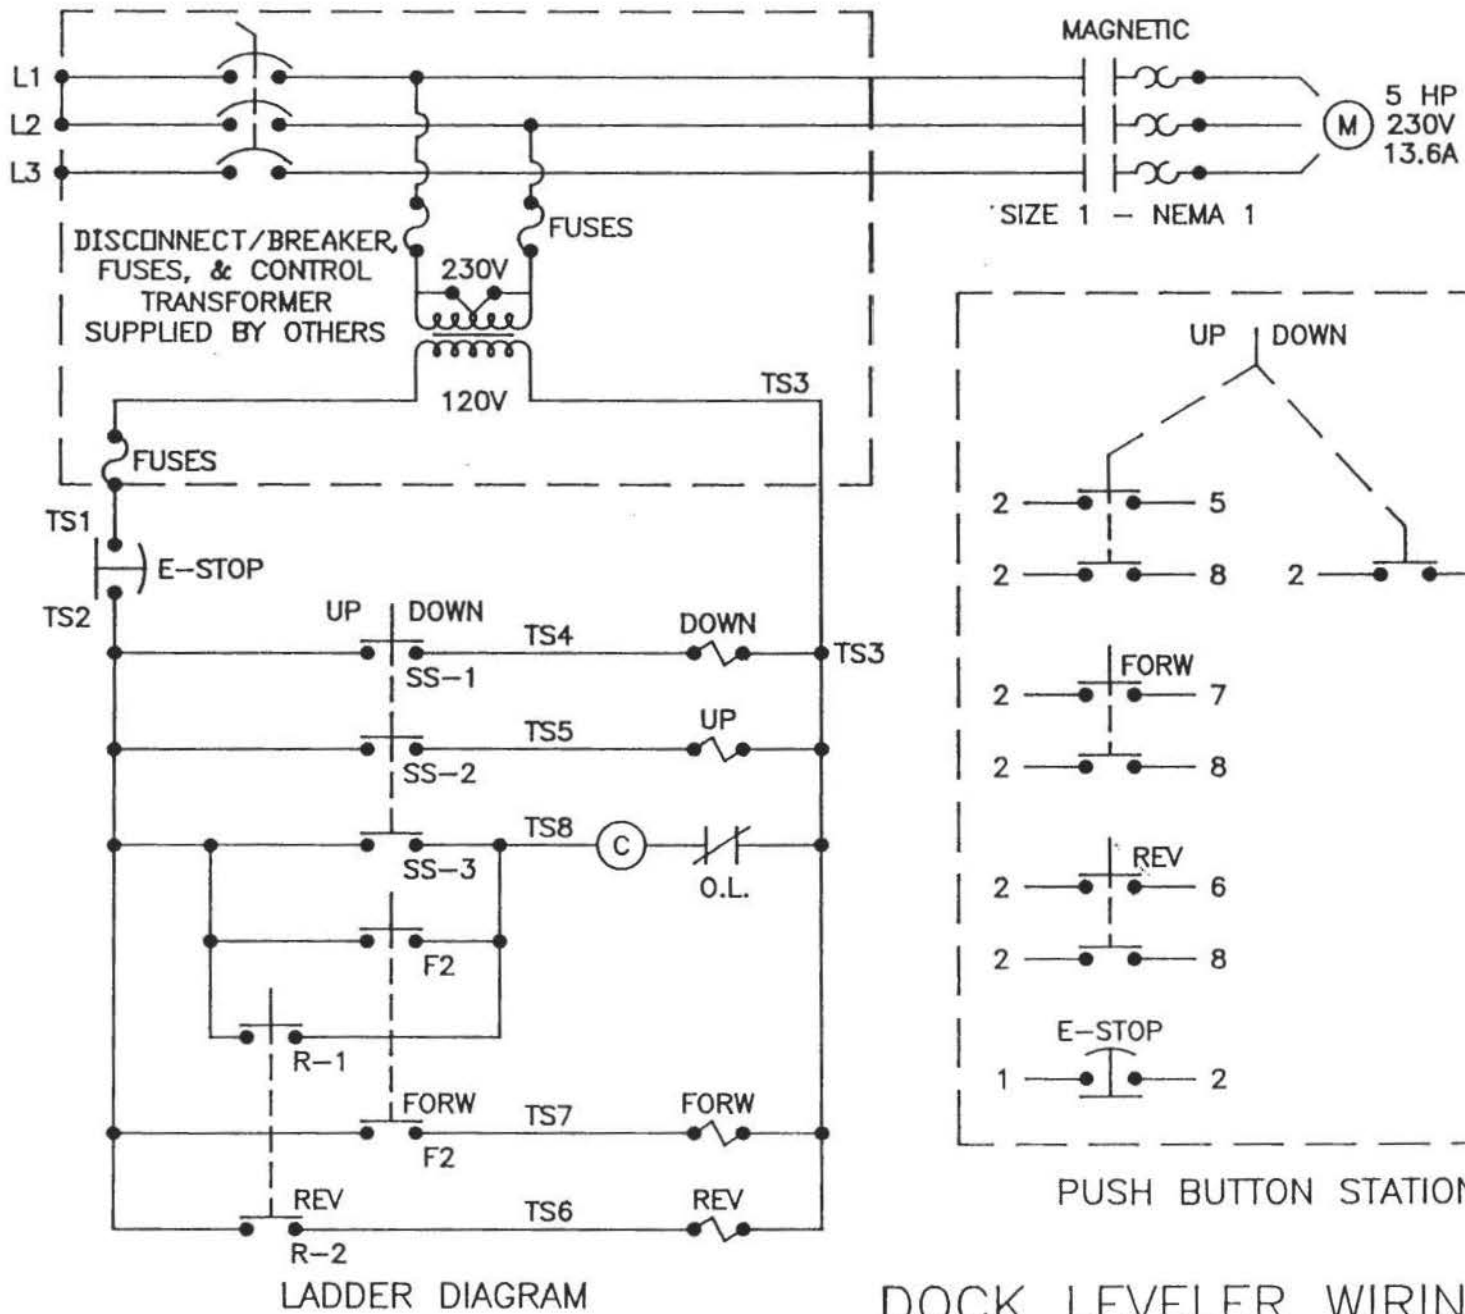 MAGNETIC
L1
L2
L3
5 HP
230V
13.6A
M
SIZE 1 - NEMA 1
DISCONNECT/BREAKER,
FUSES, & CONTROL
TRANSFORMER
SUPPLIED BY OTHERS
FUSES
230V
120V
TS3
FUSES
TS1
E-STOP
TS2
UP DOWN
TS4
DOWN
TS3
SS-1
TS5
UP
SS-2
TS8
C
SS-3
O.L.
F2
R-1
FORW
TS7
FORW
F2
REV
TS6
REV
R-2
LADDER DIAGRAM
UP DOWN
2 5
2 8
2
FORW
2 7
2 8
REV
2 6
2 8
E-STOP
1 2
PUSH BUTTON STATION
DOCK LEVELER WIRIN